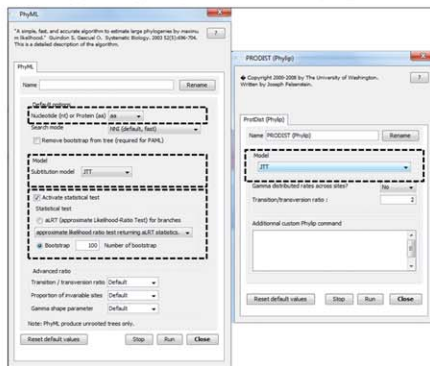 PhyML
"A simple, fast, and accurate algorithm to estimate large phylogenies by maximu
m likelihood." Guindon S. Gascuel O. Systematic Biology. 2003 52(5):696-704.
This is a detailed description of the algorithm.
?
PhyML
Name
Rename
Default options
Nucleotide (nt) or Protein (aa) aa
Search mode NNI (default, fast)
Remove bootstrap from tree (required for PAML)
Model
Subtitution model JTT
Activate statistical test
Statistical test
aLRT (approximate Likelihood-Ratio Test) for branches
approximate likelihood ratio test returning aLRT statistics.
Bootstrap 100 Number of bootstrap
Advanced ratio
Transition / transversion ratio Default
Proportion of invariable sites Default
Gamma shape parameter Default
Note: PhyML produce unrooted trees only.
Reset default values Stop Run Close
PRODIST (Phylip)
Copyright 2000-2008 by The University of Washington.
Written by Joseph Felsenstein.
?
ProtDist (Phylip)
Name PRODIST (Phylip) Rename
Model
JTT
Gamma distributed rates across sites? No
Transition/transversion ratio : 2
Additionnal custom Phylip command
Reset default values Stop Run Close